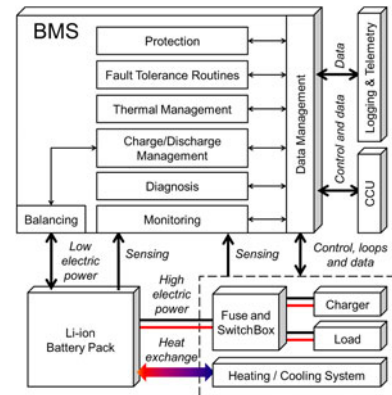 BMS
Protection
Fault Tolerance Routines
Thermal Management
Charge/Discharge
Management
Diagnosis
Balancing
Monitoring
Data Management
Data
Logging & Telemetry
Control and data
CCU
Low
electric
power
Sensing
Sensing
Control, loops
and data
High
electric
power
Li-ion
Battery Pack
Fuse and
SwitchBox
Charger
Load
Heat
exchange
Heating / Cooling System